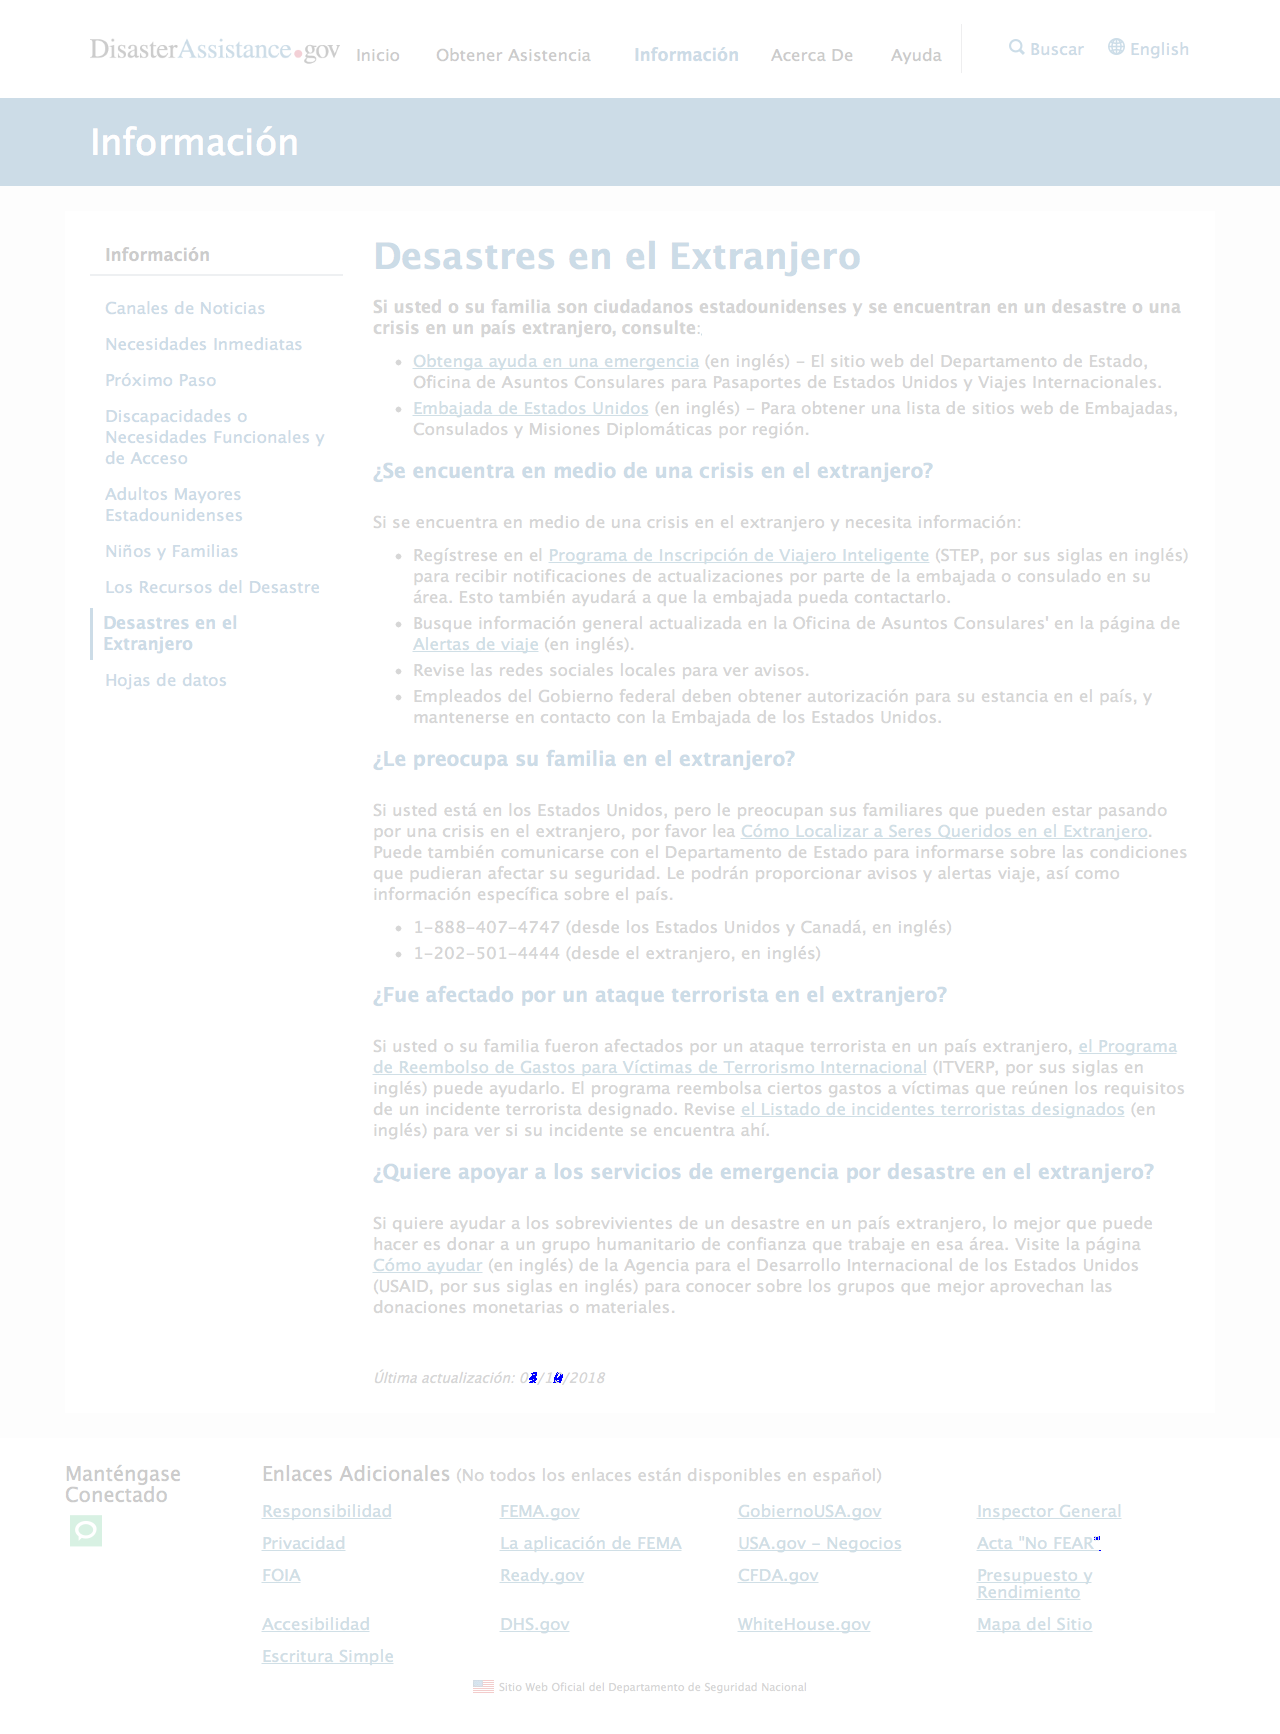 DisasterAssistance.gov Inicio Obtener Asistencia Información Acerca De Ayuda Buscar English
Información
Información
Canales de Noticias
Necesidades Inmediatas
Próximo Paso
Discapacidades o
Necesidades Funcionales y
de Acceso
Adultos Mayores
Estadounidenses
Niños y Familias
Los Recursos del Desastre
Desastres en el
Extranjero
Hojas de datos
Desastres en el Extranjero
Si usted o su familia son ciudadanos estadounidenses y se encuentran en un desastre o una
crisis en un país extranjero, consulte:
• Obtenga ayuda en una emergencia (en inglés) - El sitio web del Departamento de Estado,
Oficina de Asuntos Consulares para Pasaportes de Estados Unidos y Viajes Internacionales.
• Embajada de Estados Unidos (en inglés) - Para obtener una lista de sitios web de Embajadas,
Consulados y Misiones Diplomáticas por región.
¿Se encuentra en medio de una crisis en el extranjero?
Si se encuentra en medio de una crisis en el extranjero y necesita información:
• Regístrese en el Programa de Inscripción de Viajero Inteligente (STEP, por sus siglas en inglés)
para recibir notificaciones de actualizaciones por parte de la embajada o consulado en su
área. Esto también ayudará a que la embajada pueda contactarlo.
• Busque información general actualizada en la Oficina de Asuntos Consulares' en la página de
Alertas de viaje (en inglés).
• Revise las redes sociales locales para ver avisos.
• Empleados del Gobierno federal deben obtener autorización para su estancia en el país, y
mantenerse en contacto con la Embajada de los Estados Unidos.
¿Le preocupa su familia en el extranjero?
Si usted está en los Estados Unidos, pero le preocupan sus familiares que pueden estar pasando
por una crisis en el extranjero, por favor lea Cómo Localizar a Seres Queridos en el Extranjero.
Puede también comunicarse con el Departamento de Estado para informarse sobre las condiciones
que pudieran afectar su seguridad. Le podrán proporcionar avisos y alertas viaje, así como
información específica sobre el país.
• 1-888-407-4747 (desde los Estados Unidos y Canadá, en inglés)
• 1-202-501-4444 (desde el extranjero, en inglés)
¿Fue afectado por un ataque terrorista en el extranjero?
Si usted o su familia fueron afectados por un ataque terrorista en un país extranjero, el Programa
de Reembolso de Gastos para Víctimas de Terrorismo Internacional (ITVERP, por sus siglas en
inglés) puede ayudarlo. El programa reembolsa ciertos gastos a víctimas que reúnen los requisitos
de un incidente terrorista designado. Revise el Listado de incidentes terroristas designados (en
inglés) para ver si su incidente se encuentra ahí.
¿Quiere apoyar a los servicios de emergencia por desastre en el extranjero?
Si quiere ayudar a los sobrevivientes de un desastre en un país extranjero, lo mejor que puede
hacer es donar a un grupo humanitario de confianza que trabaje en esa área. Visite la página
Cómo ayudar (en inglés) de la Agencia para el Desarrollo Internacional de los Estados Unidos
(USAID, por sus siglas en inglés) para conocer sobre los grupos que mejor aprovechan las
donaciones monetarias o materiales.
Última actualización:
Manténgase
Conectado
Enlaces Adicionales (No todos los enlaces están disponibles en español)
Responsibilidad FEMA.gov GobiernoUSA.gov Inspector General
Privacidad La aplicación de FEMA USA.gov - Negocios Acta "No FEAR"
FOIA Ready.gov CFDA.gov Presupuesto y
Rendimiento
Accesibilidad DHS.gov WhiteHouse.gov Mapa del Sitio
Escritura Simple
Sitio Web Oficial del Departamento de Seguridad Nacional